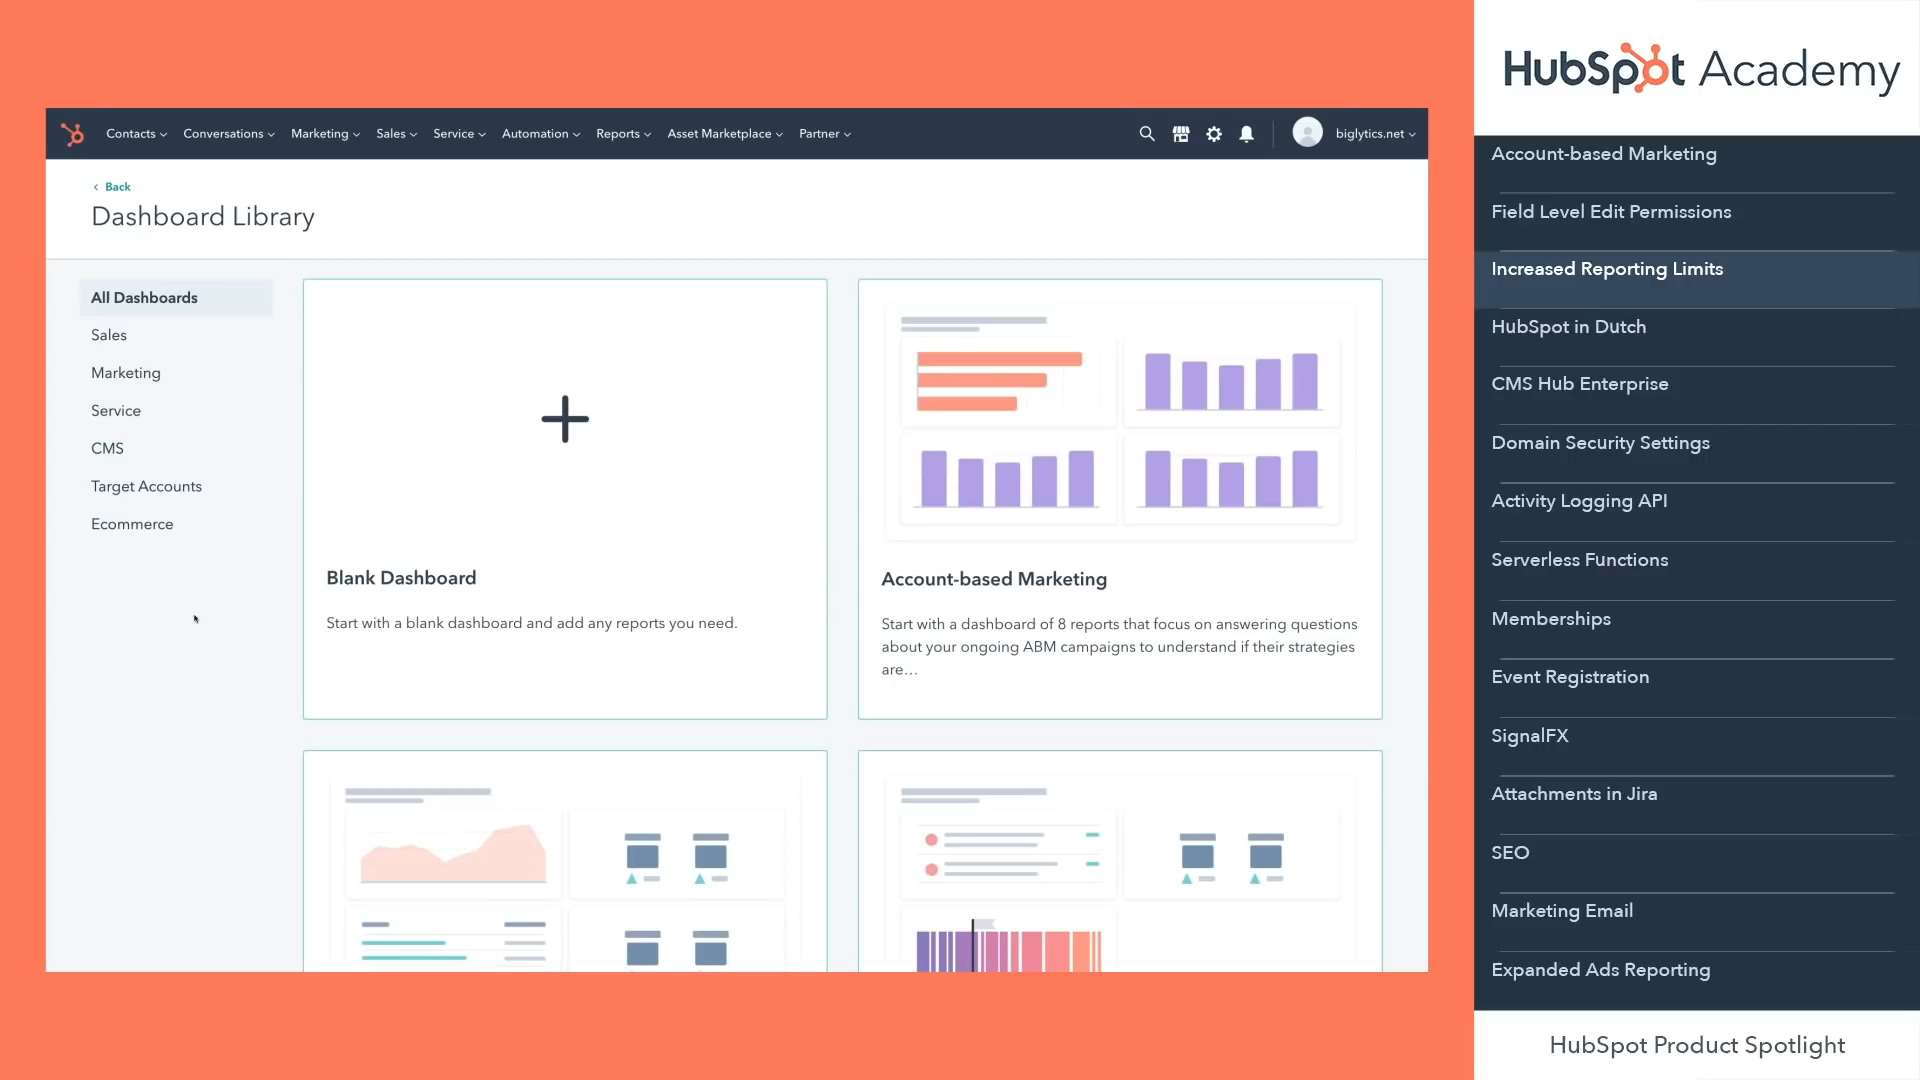 Contacts Conversations Marketing Sales Service Automation Reports Asset Marketplace Partner biglytics.net
Back
Dashboard Library
All Dashboards
Sales
Marketing
Service
CMS
Target Accounts
Ecommerce
Blank Dashboard
Start with a blank dashboard and add any reports you need.
Account-based Marketing
Start with a dashboard of 8 reports that focus on answering questions
about your ongoing ABM campaigns to understand if their strategies
are…
HubSpot Academy
Account-based Marketing
Field Level Edit Permissions
Increased Reporting Limits
HubSpot in Dutch
CMS Hub Enterprise
Domain Security Settings
Activity Logging API
Serverless Functions
Memberships
Event Registration
SignalFX
Attachments in Jira
SEO
Marketing Email
Expanded Ads Reporting
HubSpot Product Spotlight